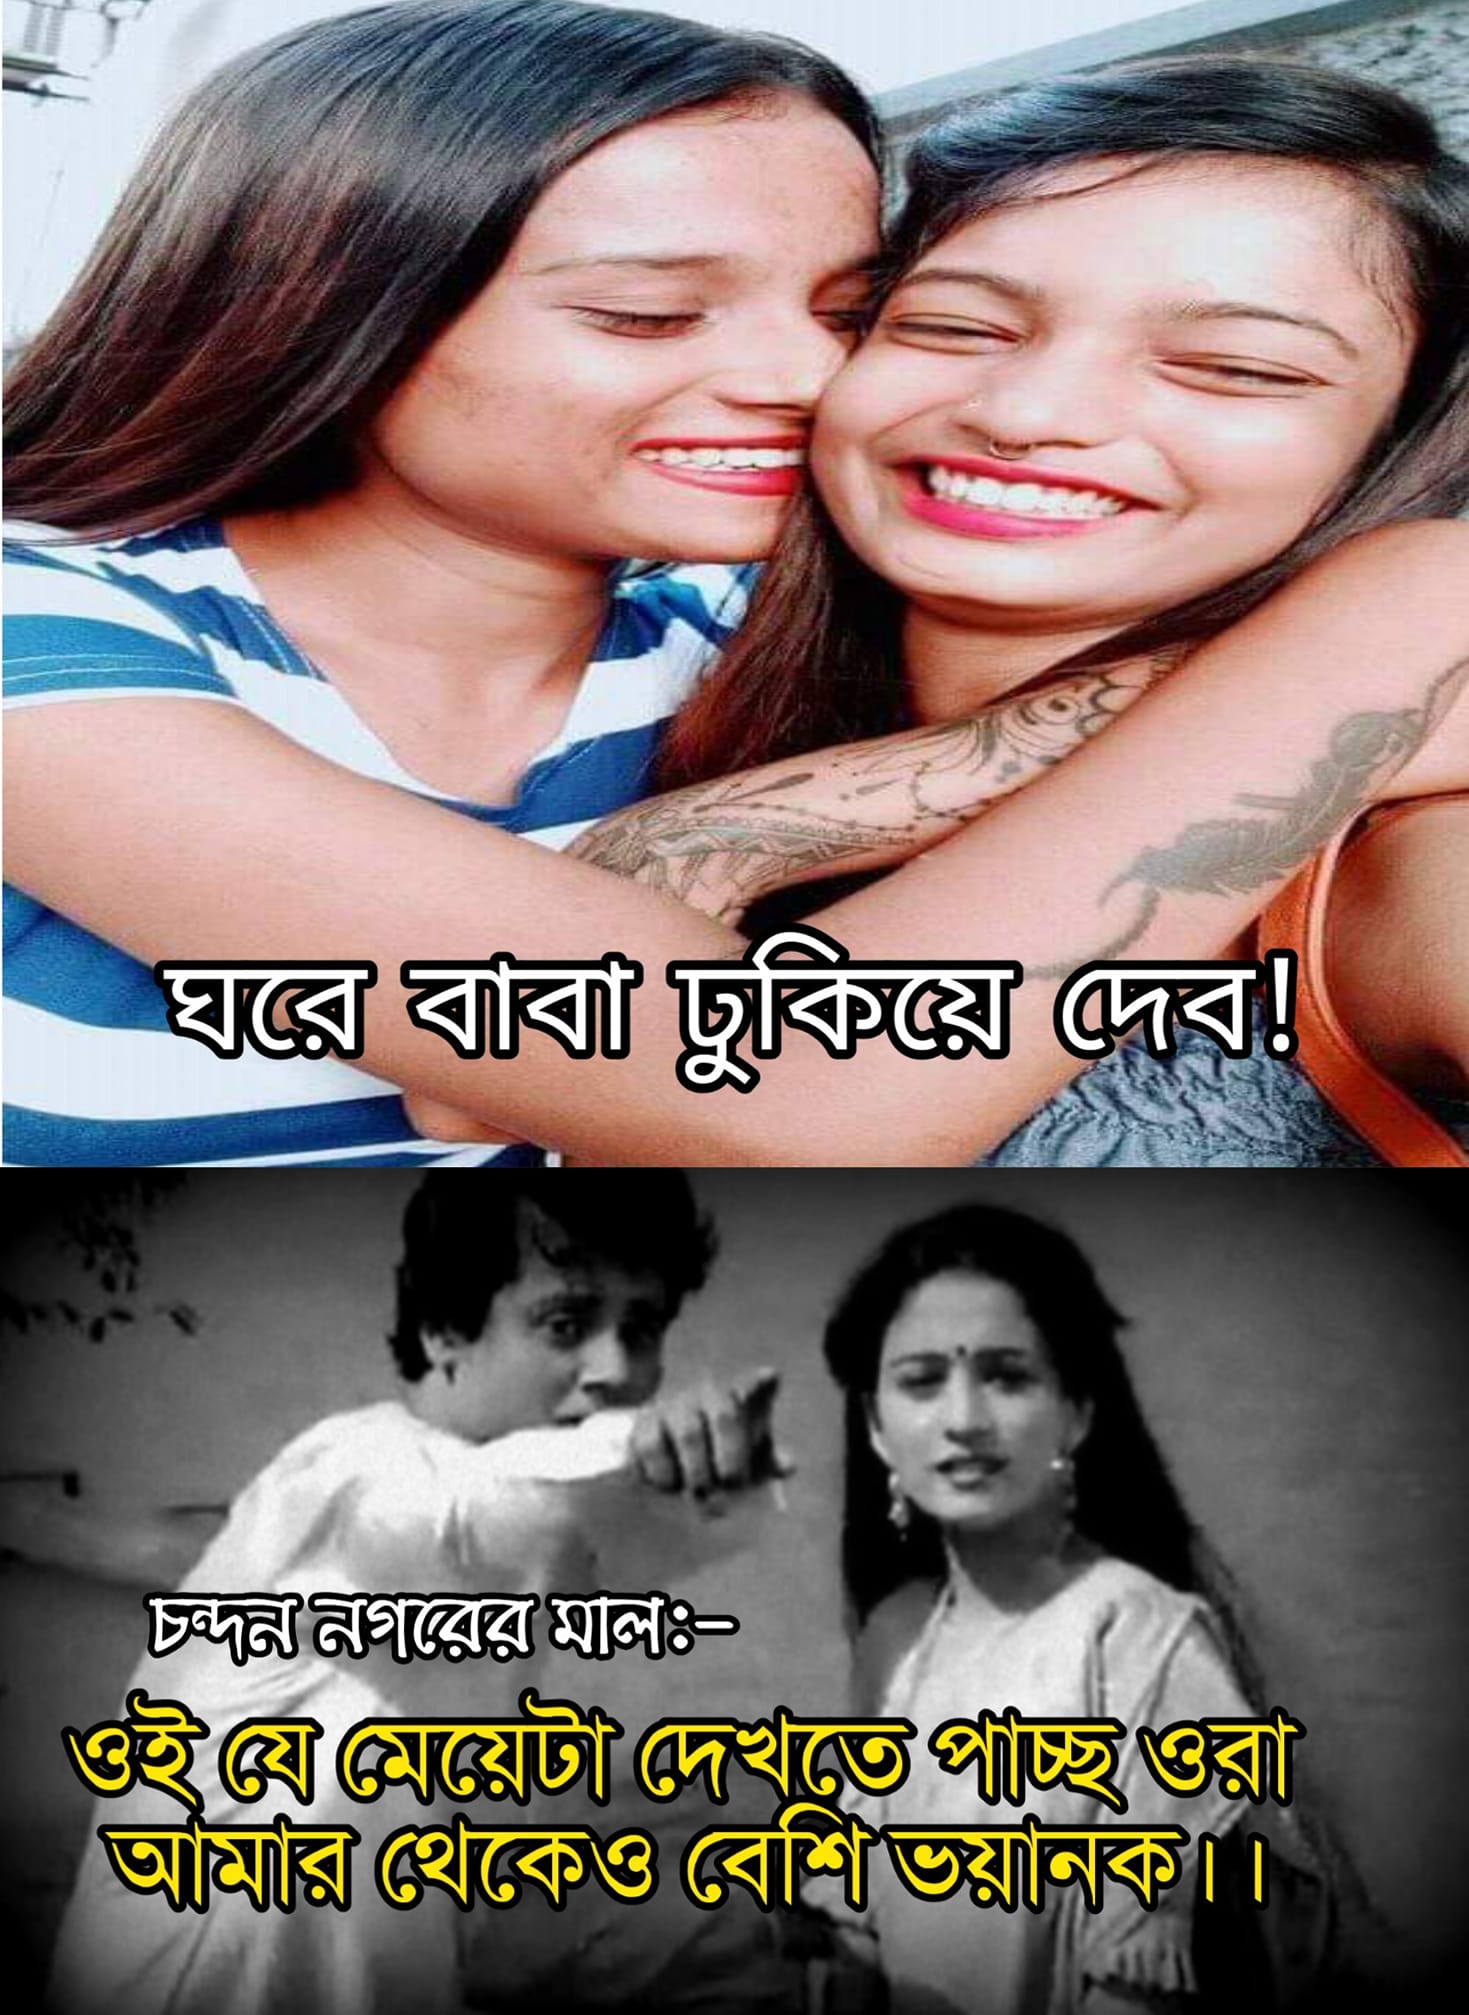 ঘরে বাবা ঢুকিয়ে দেব!
চন্দন নগরের মাল:-
ওই যে মেয়েটা দেখতে পাচ্ছ ওরা
আমার থেকেও বেশি ভয়ানক।।